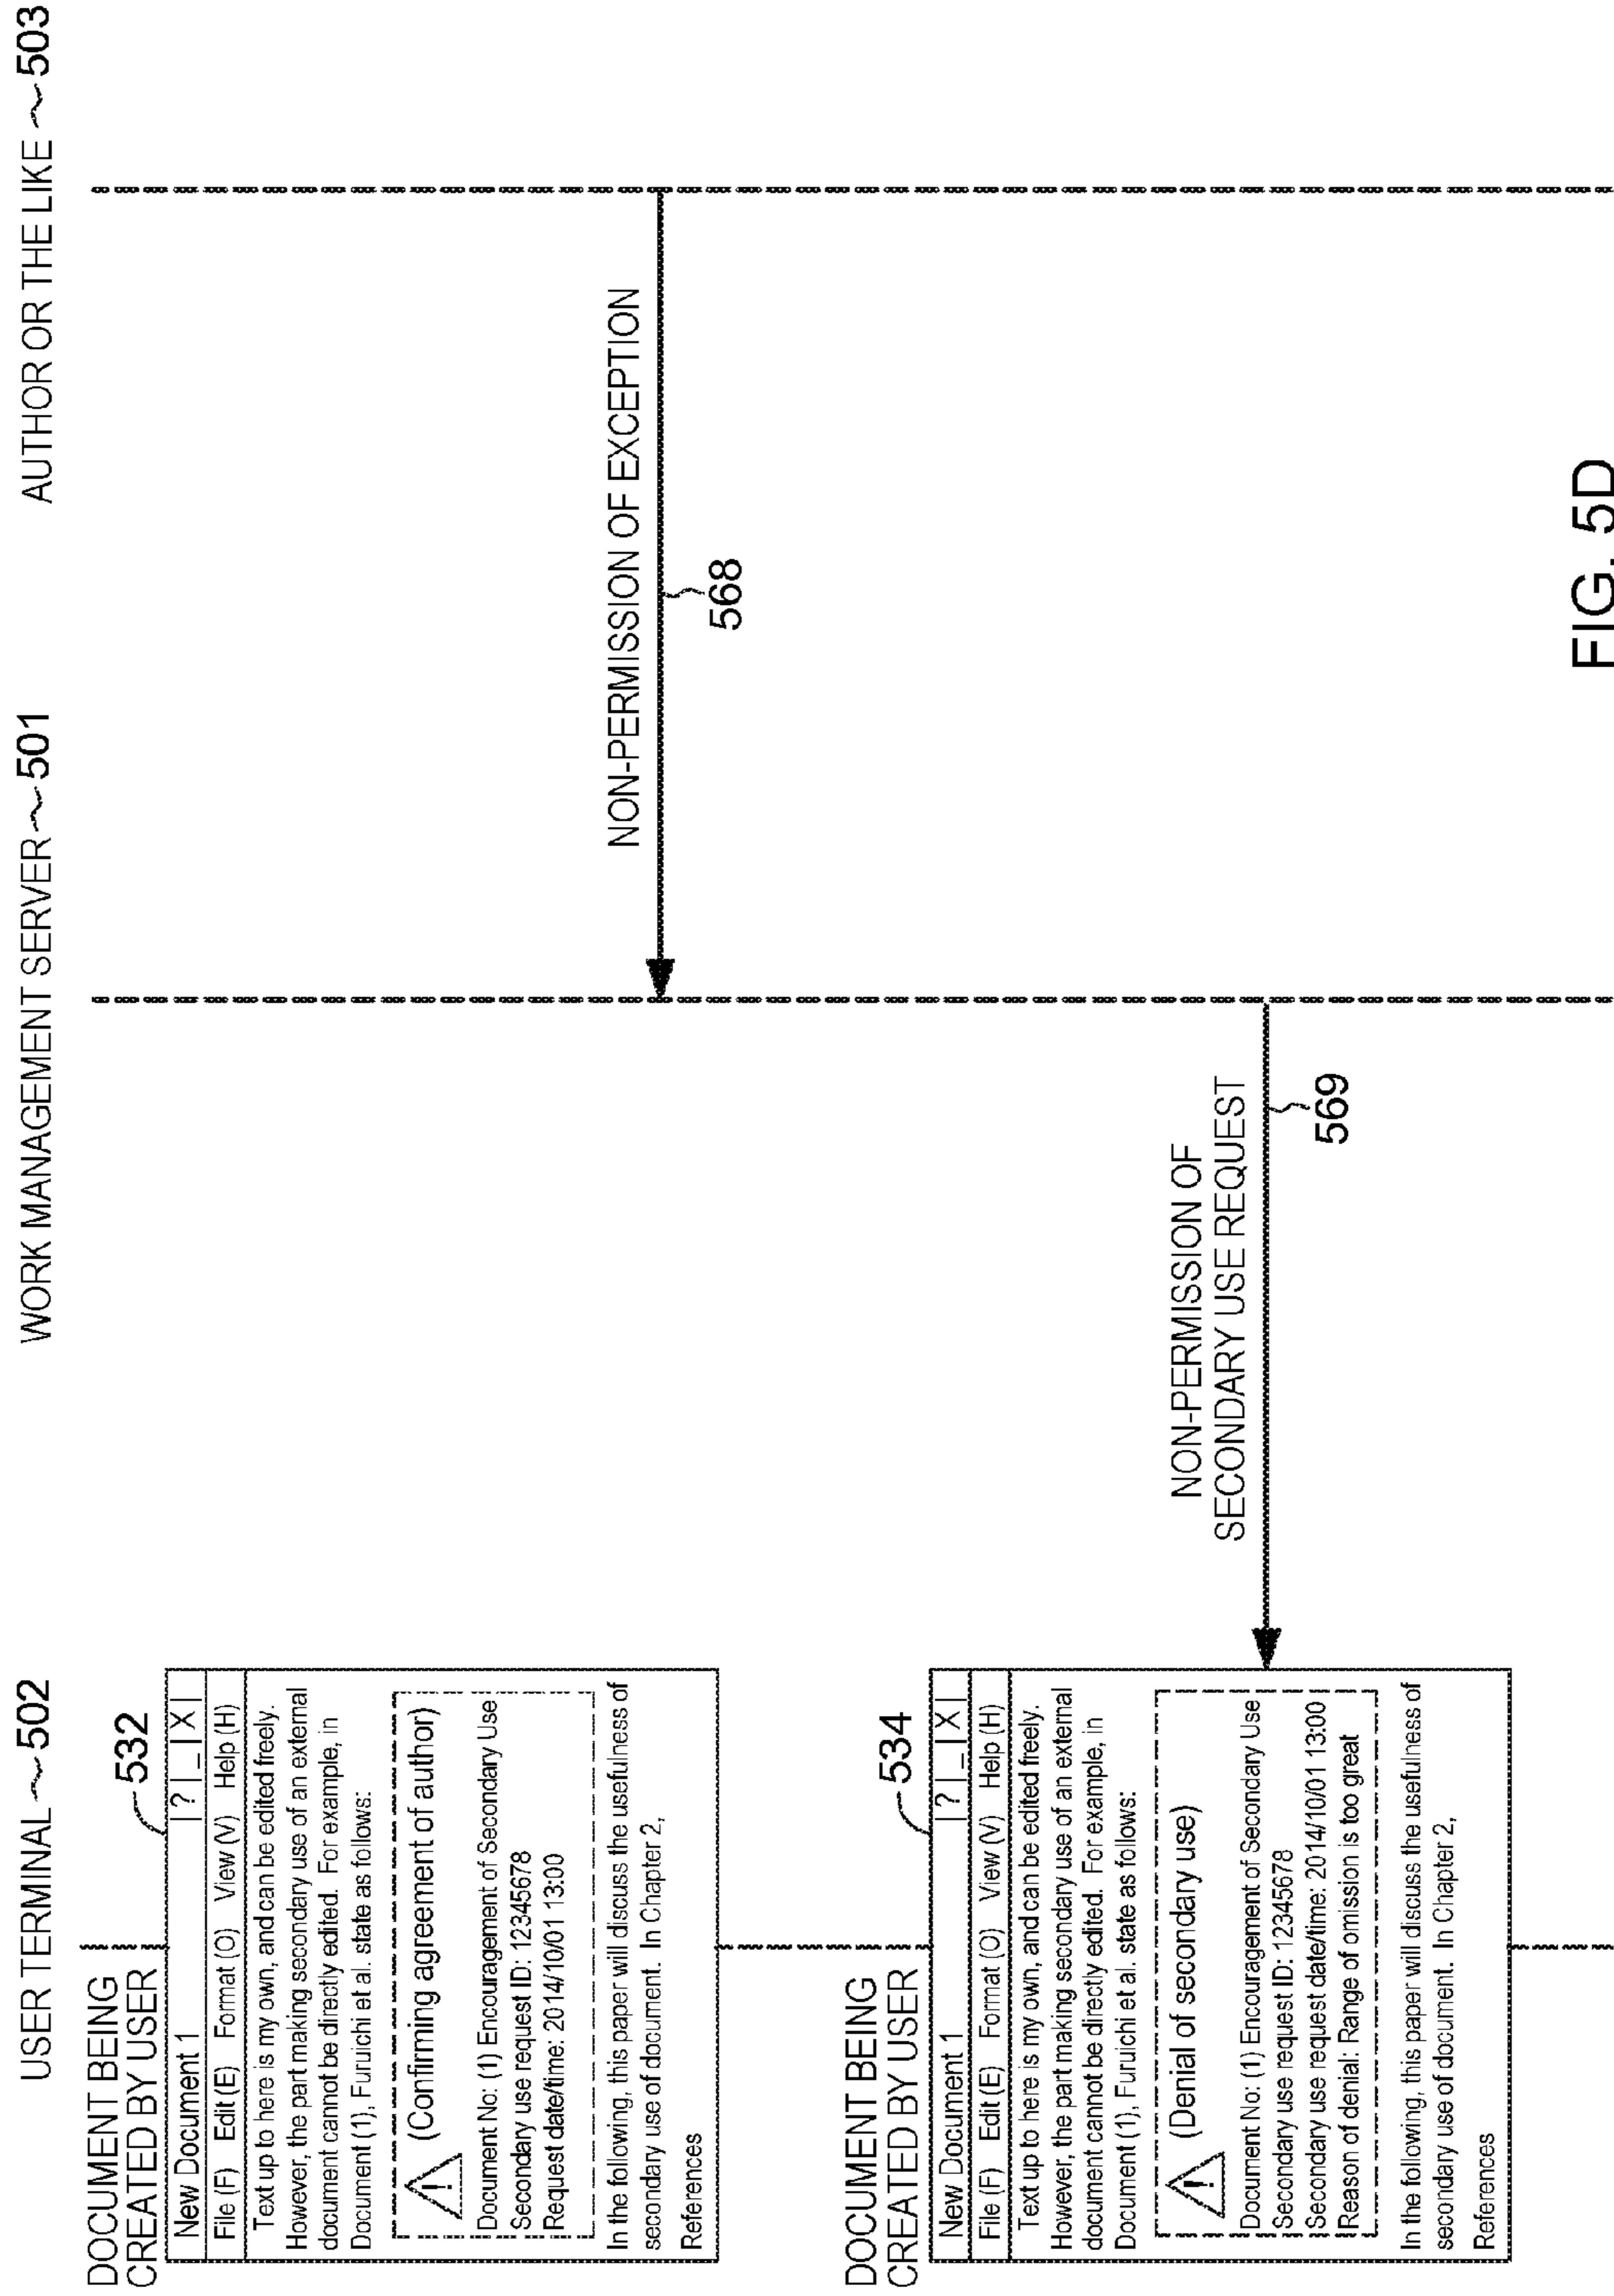 USER TERMINAL ~502
WORK MANAGEMENT SERVER ~501
AUTHOR OR THE LIKE ~503
DOCUMENT BEING
CREATED BY USER
532
New Document 1 | ? | _ | X |
File (F) Edit (E) Format (O) View (V) Help (H)
Text up to here is my own, and can be edited freely.
However, the part making secondary use of an external
document cannot be directly edited. For example, in
Document (1), Furuichi et al. state as follows:
! (Confirming agreement of author)
Document No: (1) Encouragement of Secondary Use
Secondary use request ID: 12345678
Request date/time: 2014/10/01 13:00
In the following, this paper will discuss the usefulness of
secondary use of document. In Chapter 2,
References
NON-PERMISSION OF EXCEPTION
568
DOCUMENT BEING
CREATED BY USER
534
New Document 1 | ? | _ | X |
File (F) Edit (E) Format (O) View (V) Help (H)
Text up to here is my own, and can be edited freely.
However, the part making secondary use of an external
document cannot be directly edited. For example, in
Document (1), Furuichi et al. state as follows:
! (Denial of secondary use)
Document No: (1) Encouragement of Secondary Use
Secondary use request ID: 12345678
Secondary use request date/time: 2014/10/01 13:00
Reason of denial: Range of omission is too great
In the following, this paper will discuss the usefulness of
secondary use of document. In Chapter 2,
References
NON-PERMISSION OF
SECONDARY USE REQUEST
569
FIG. 5D